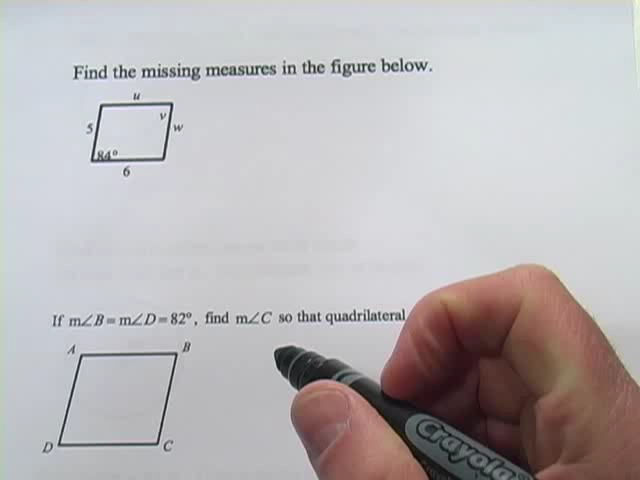 Find the missing measures in the figure below.
u
5
v
w
84°
6
If m∠B = m∠D = 82°, find m∠C so that quadrilateral
A
B
D
C
Crayola